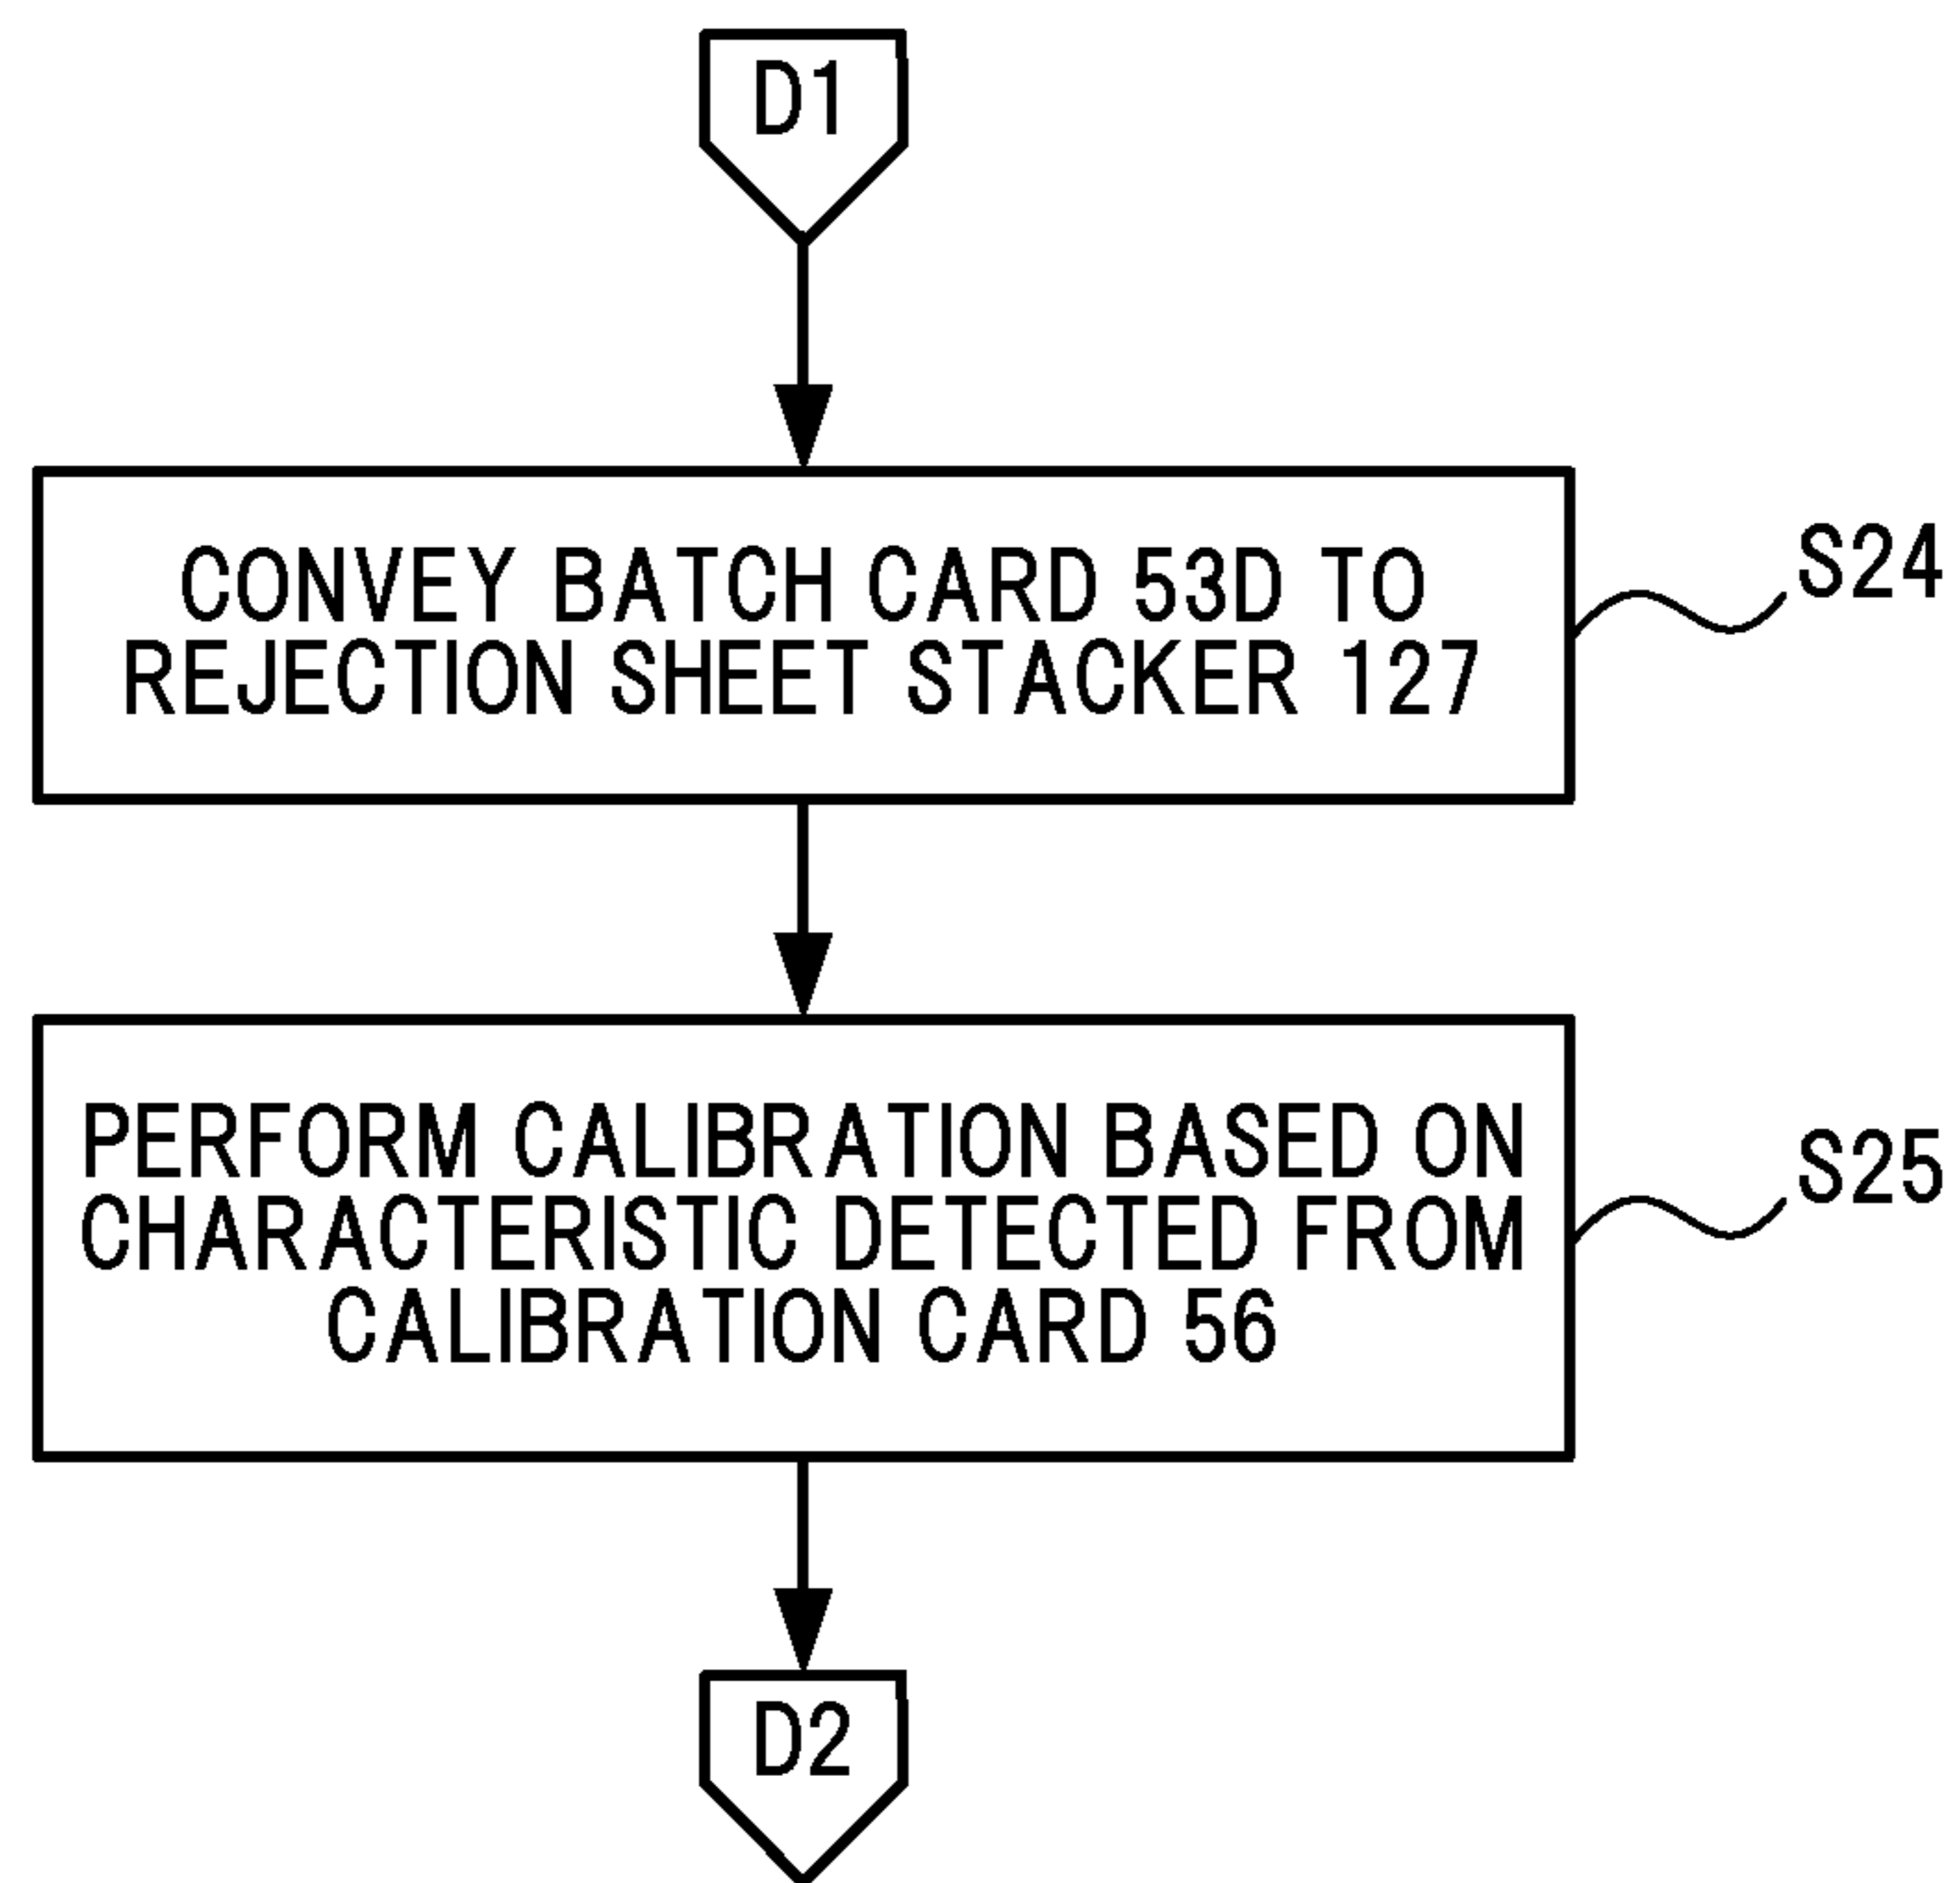 D1
CONVEY BATCH CARD 53D TO
REJECTION SHEET STACKER 127
S24
PERFORM CALIBRATION BASED ON
CHARACTERISTIC DETECTED FROM
CALIBRATION CARD 56
S25
D2